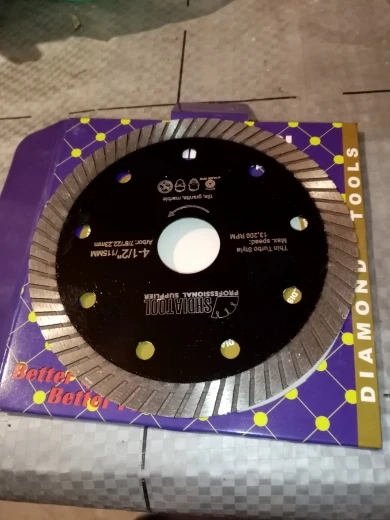 SHDIATOOL
PROFESSIONAL SUPPLIER
4-1/2"/115MM
Arbor: 7/8"/22.23mm
Thin Turbo Style
Max. speed:
13,200 RPM
tile, granite, marble
Better
Better
DIAMOND TOOLS